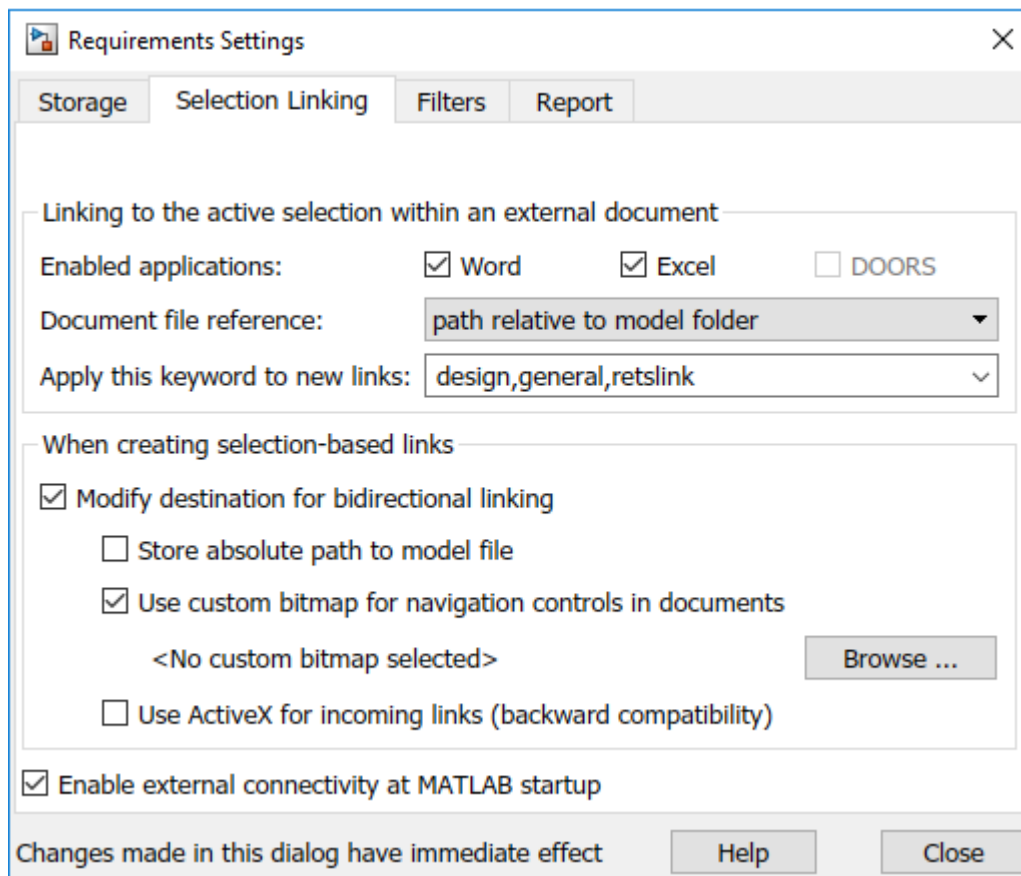 Requirements Settings
Storage Selection Linking Filters Report
Linking to the active selection within an external document
Enabled applications: Word Excel DOORS
Document file reference: path relative to model folder
Apply this keyword to new links: design,general,retslink
When creating selection-based links
Modify destination for bidirectional linking
Store absolute path to model file
Use custom bitmap for navigation controls in documents
<No custom bitmap selected> Browse ...
Use ActiveX for incoming links (backward compatibility)
Enable external connectivity at MATLAB startup
Changes made in this dialog have immediate effect Help Close